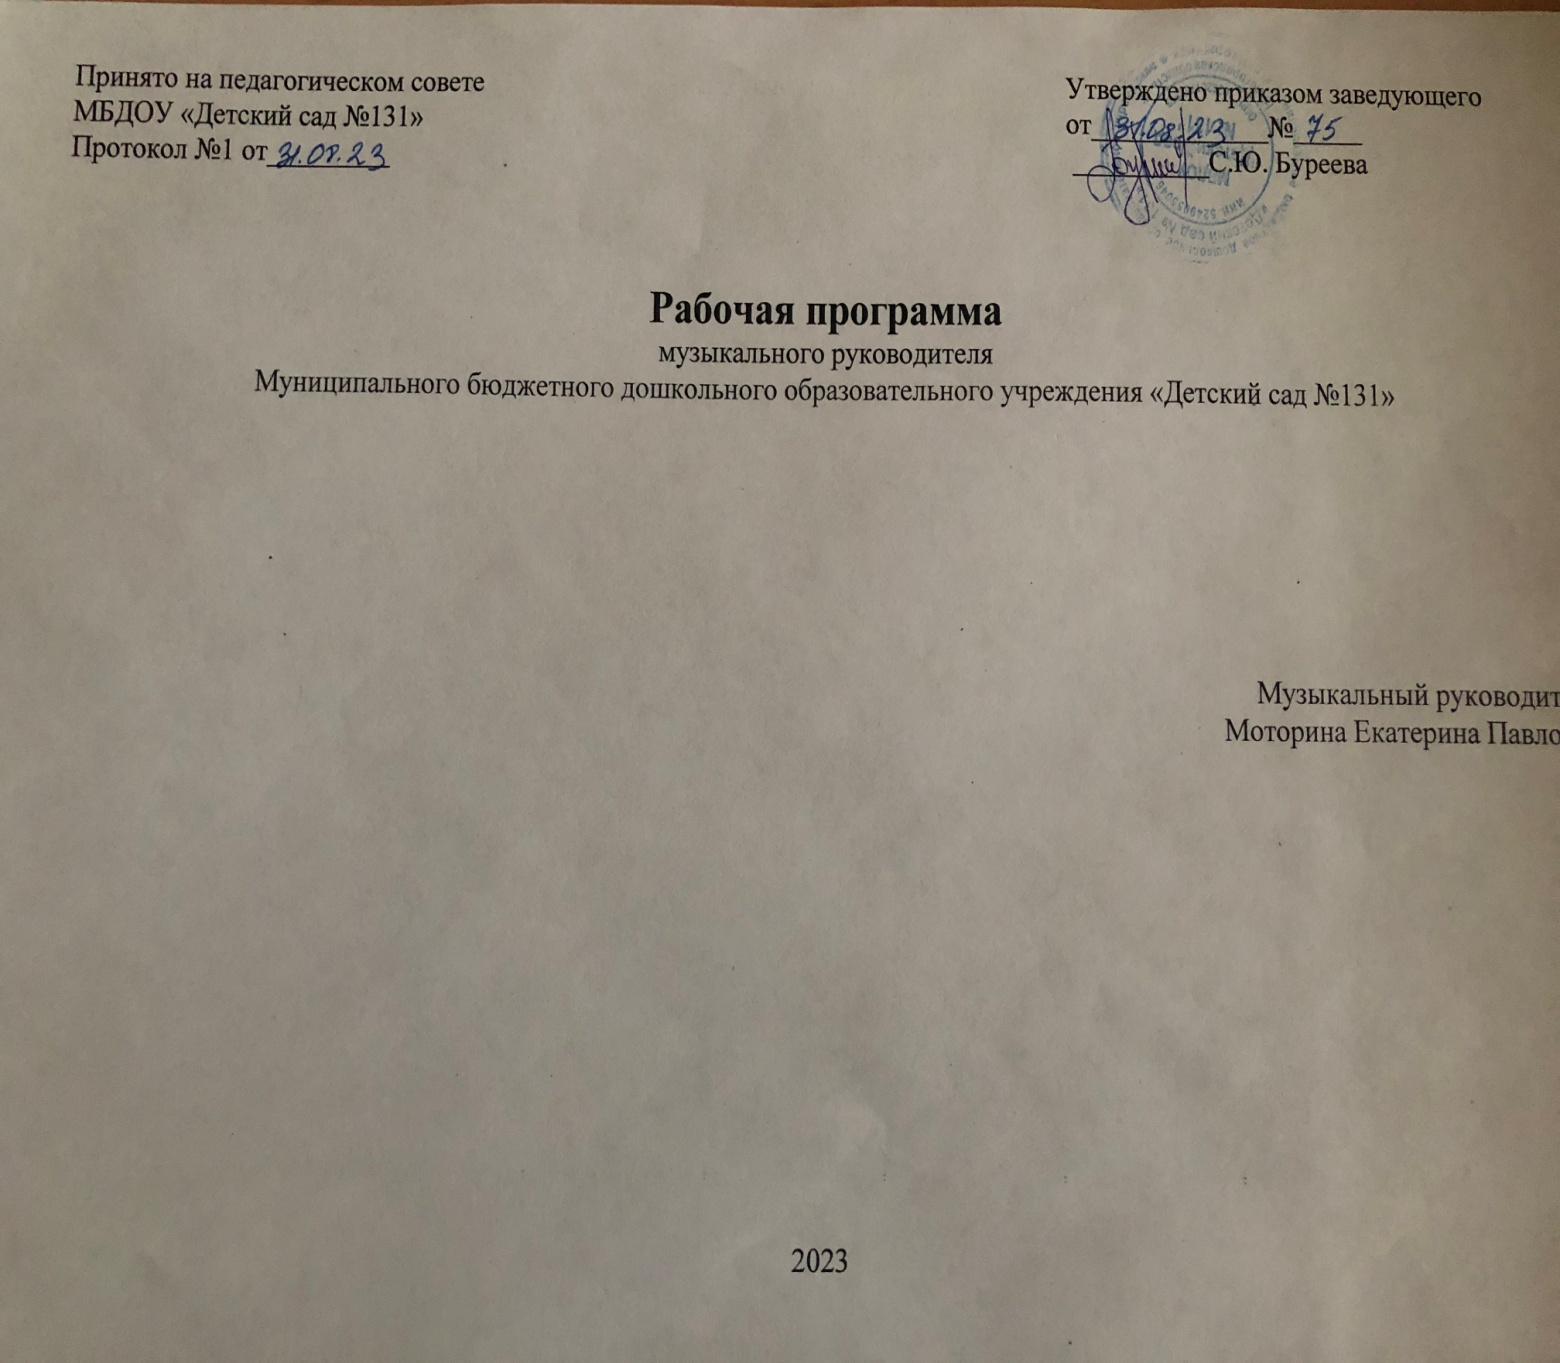 Принято на педагогическом совете
МБДОУ «Детский сад №131»
Протокол №1 от 31.08.23
Утверждено приказом заведующего
от 31.08.23 № 75
С.Ю. Буреева
Рабочая программа
музыкального руководителя
Муниципального бюджетного дошкольного образовательного учреждения «Детский сад №131»
Музыкальный руководит
Моторина Екатерина Павло
2023